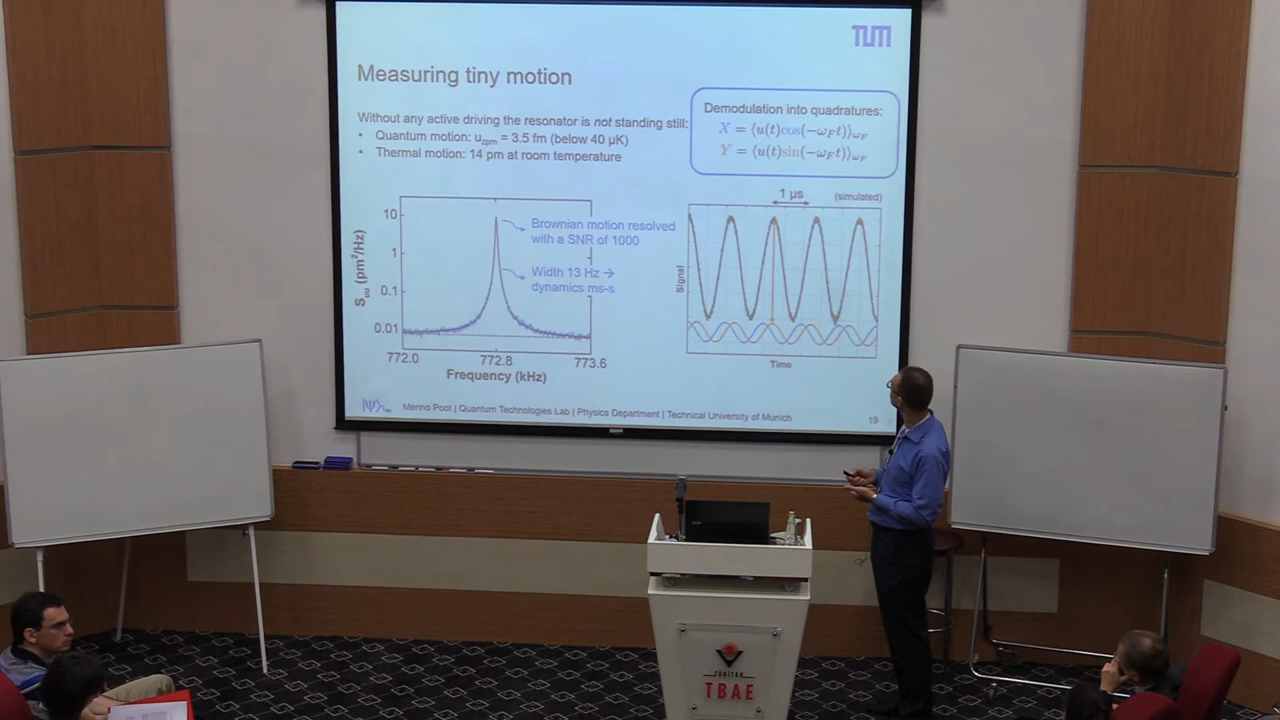 TUM
Measuring tiny motion
Without any active driving the resonator is not standing still:
• Quantum motion: uzpm = 3.5 fm (below 40 µK)
• Thermal motion: 14 pm at room temperature
Demodulation into quadratures:
X = ⟨u(t)cos(−ω_F t)⟩_ω_F
Y = ⟨u(t)sin(−ω_F t)⟩_ω_F
10
1
0.1
0.01
Suu (pm²/Hz)
Brownian motion resolved
with a SNR of 1000
Width 13 Hz →
dynamics ms-s
772.0 772.8 773.6
Frequency (kHz)
1 µs
(simulated)
Signal
Time
Menno Poot | Quantum Technologies Lab | Physics Department | Technical University of Munich
19
TÜBİTAK
TBAE